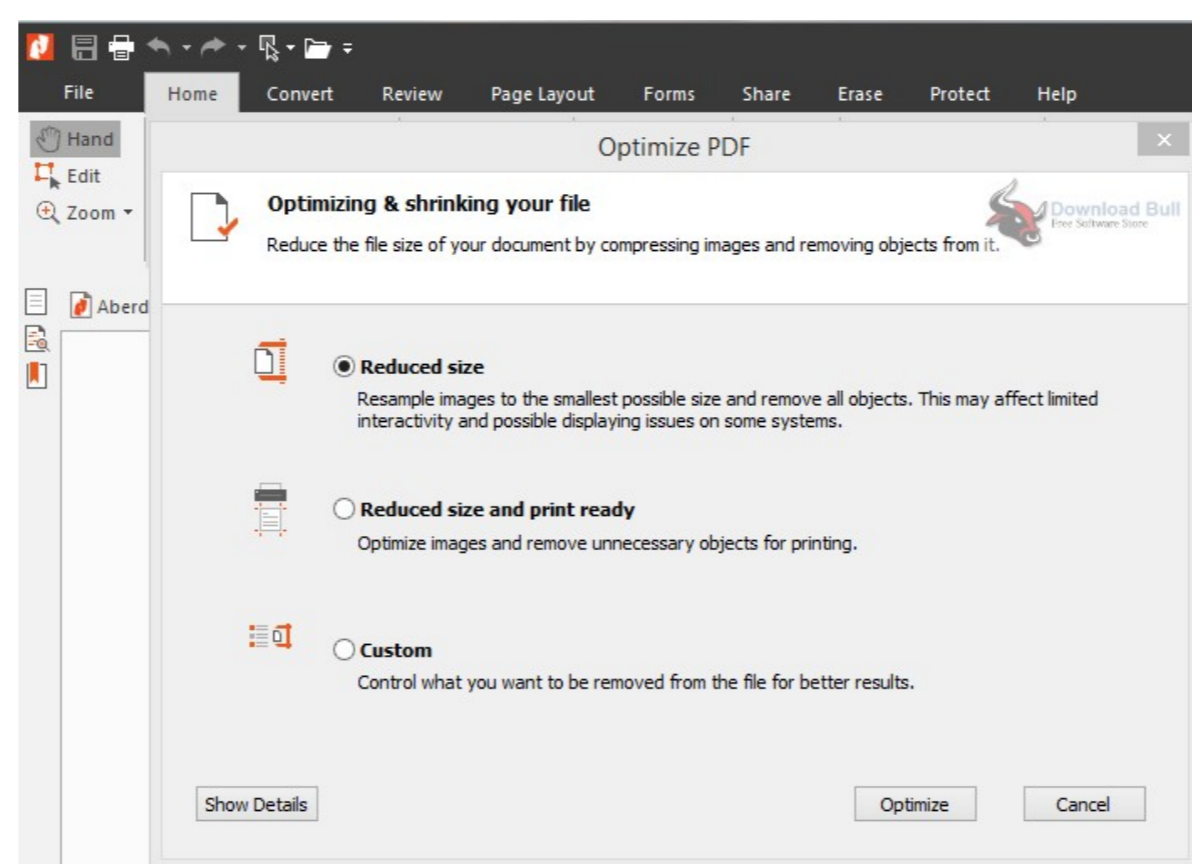 File Home Convert Review Page Layout Forms Share Erase Protect Help
Hand
Edit
Zoom
Aberd
Optimize PDF
Optimizing & shrinking your file
Reduce the file size of your document by compressing images and removing objects from it.
Download Bull
Free Software Store
Reduced size
Resample images to the smallest possible size and remove all objects. This may affect limited
interactivity and possible displaying issues on some systems.
Reduced size and print ready
Optimize images and remove unnecessary objects for printing.
Custom
Control what you want to be removed from the file for better results.
Show Details Optimize Cancel